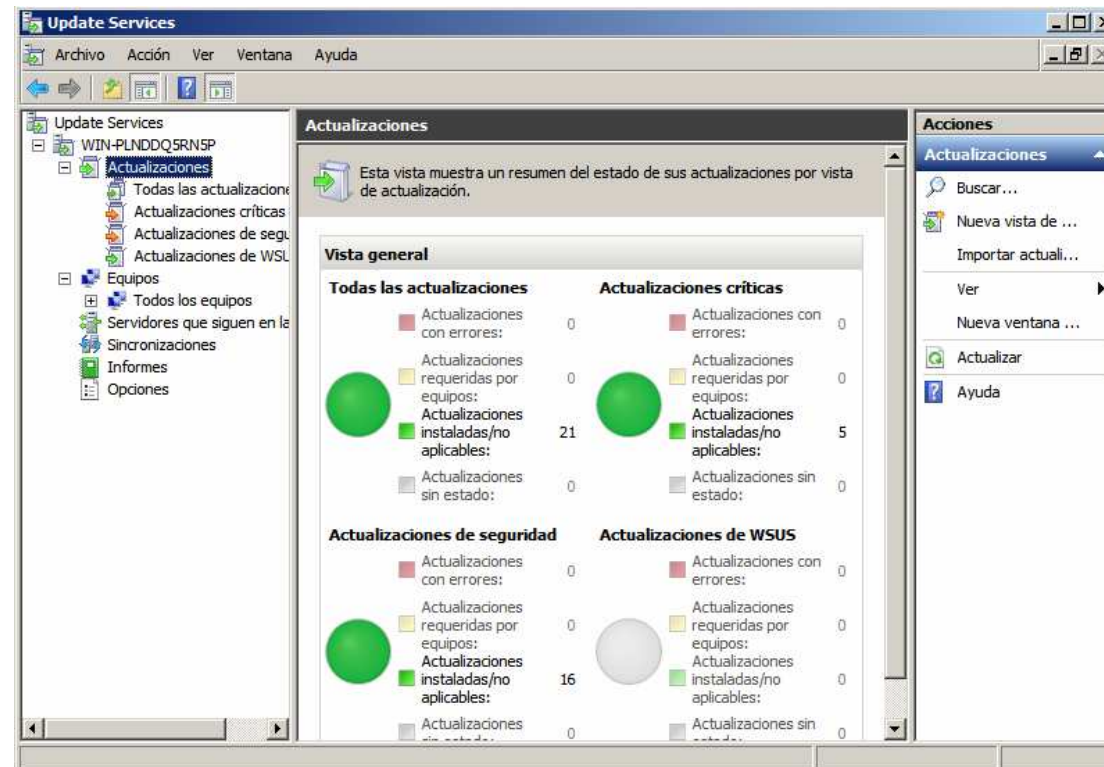 Update Services
Archivo Acción Ver Ventana Ayuda
Update Services
WIN-PLNDDQ5RN5P
Actualizaciones
Todas las actualizacione
Actualizaciones críticas
Actualizaciones de segu
Actualizaciones de WSU
Equipos
Todos los equipos
Servidores que siguen en la
Sincronizaciones
Informes
Opciones
Actualizaciones
Esta vista muestra un resumen del estado de sus actualizaciones por vista
de actualización.
Vista general
Todas las actualizaciones
Actualizaciones
con errores: 0
Actualizaciones
requeridas por
equipos: 0
Actualizaciones
instaladas/no
aplicables: 21
Actualizaciones
sin estado: 0
Actualizaciones críticas
Actualizaciones con
errores: 0
Actualizaciones
requeridas por
equipos: 0
Actualizaciones
instaladas/no
aplicables: 5
Actualizaciones sin
estado: 0
Actualizaciones de seguridad
Actualizaciones
con errores: 0
Actualizaciones
requeridas por
equipos: 0
Actualizaciones
instaladas/no
aplicables: 16
Actualizaciones
sin estado: 0
Actualizaciones de WSUS
Actualizaciones con
errores: 0
Actualizaciones
requeridas por
equipos: 0
Actualizaciones
instaladas/no
aplicables: 0
Actualizaciones sin
estado: 0
Acciones
Actualizaciones
Buscar...
Nueva vista de ...
Importar actuali...
Ver
Nueva ventana ...
Actualizar
Ayuda